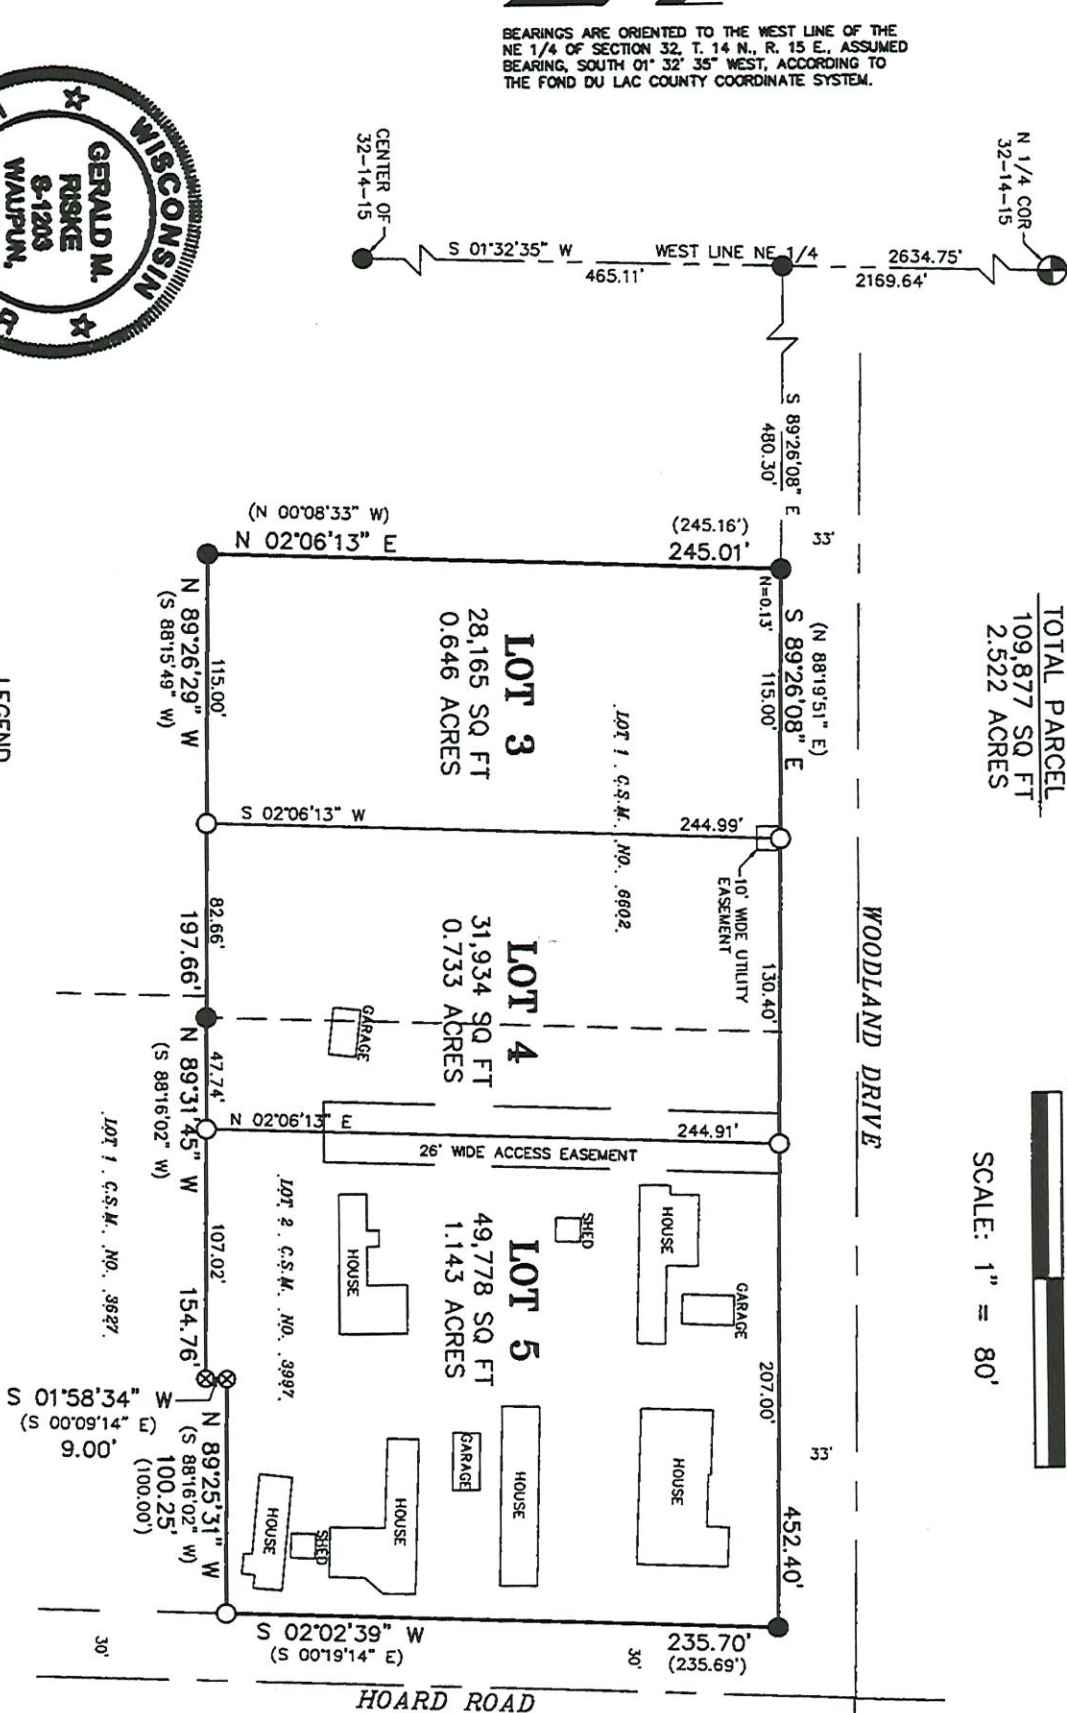 BEARINGS ARE ORIENTED TO THE WEST LINE OF THE
NE 1/4 OF SECTION 32, T. 14 N., R. 15 E., ASSUMED
BEARING, SOUTH 01° 32' 35" WEST, ACCORDING TO
THE FOND DU LAC COUNTY COORDINATE SYSTEM.
N 1/4 COR
32-14-15
CENTER OF
32-14-15
S 01°32'35" W
WEST LINE NE 1/4
2634.75'
465.11'
2169.64'
WISCONSIN
GERALD M.
RISKE
S-1203
WAUPUN,
TOTAL PARCEL
109,877 SQ FT
2.522 ACRES
SCALE: 1" = 80'
WOODLAND DRIVE
S 89°26'08" E
480.30'
33'
(N 88°19'51" E)
S 89°26'08" E
452.40'
N=0.13'
115.00'
130.40'
207.00'
33'
(N 00°08'33" W)
N 02°06'13" E
(245.16')
245.01'
LOT 3
28,165 SQ FT
0.646 ACRES
LOT 1 . C.S.M. NO. 6602.
S 02°06'13" W
244.99'
10' WIDE UTILITY
EASEMENT
LOT 4
31,934 SQ FT
0.733 ACRES
GARAGE
N 02°06'13" E
244.91'
26' WIDE ACCESS EASEMENT
LOT 5
49,778 SQ FT
1.143 ACRES
HOUSE
GARAGE
SHED
HOUSE
HOUSE
HOUSE
GARAGE
HOUSE
SHED
HOUSE
LOT 2 . C.S.M. NO. 3997.
115.00'
N 89°26'29" W
(S 88°15'49" W)
82.66'
197.66'
47.74'
N 89°31'45" W
(S 88°16'02" W)
107.02'
154.76'
LOT 1 . C.S.M. NO. 3627.
S 01°58'34" W
(S 00°09'14" E)
9.00'
N 89°25'31" W
(S 88°16'02" W)
100.25'
(100.00')
S 02°02'39" W
(S 00°19'14" E)
235.70'
(235.69')
30'
30'
HOARD ROAD